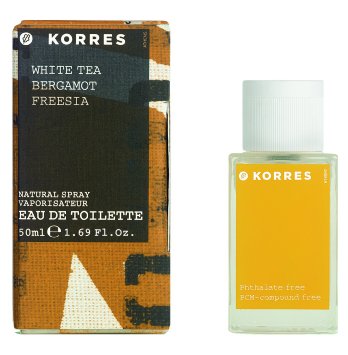 KORRES
WHITE TEA
BERGAMOT
FREESIA
NATURAL SPRAY
VAPORISATEUR
EAU DE TOILETTE
50ml ℮ 1.69 Fl.Oz.
KORRES
Phthalate-free
PCM-compound free